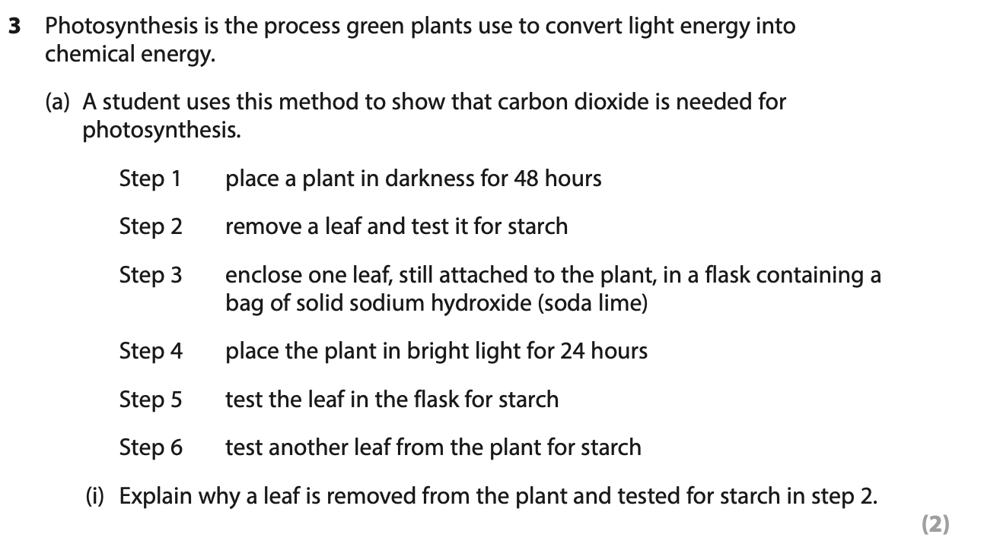 3 Photosynthesis is the process green plants use to convert light energy into
chemical energy.
(a) A student uses this method to show that carbon dioxide is needed for
photosynthesis.
Step 1 place a plant in darkness for 48 hours
Step 2 remove a leaf and test it for starch
Step 3 enclose one leaf, still attached to the plant, in a flask containing a
bag of solid sodium hydroxide (soda lime)
Step 4 place the plant in bright light for 24 hours
Step 5 test the leaf in the flask for starch
Step 6 test another leaf from the plant for starch
(i) Explain why a leaf is removed from the plant and tested for starch in step 2.
(2)